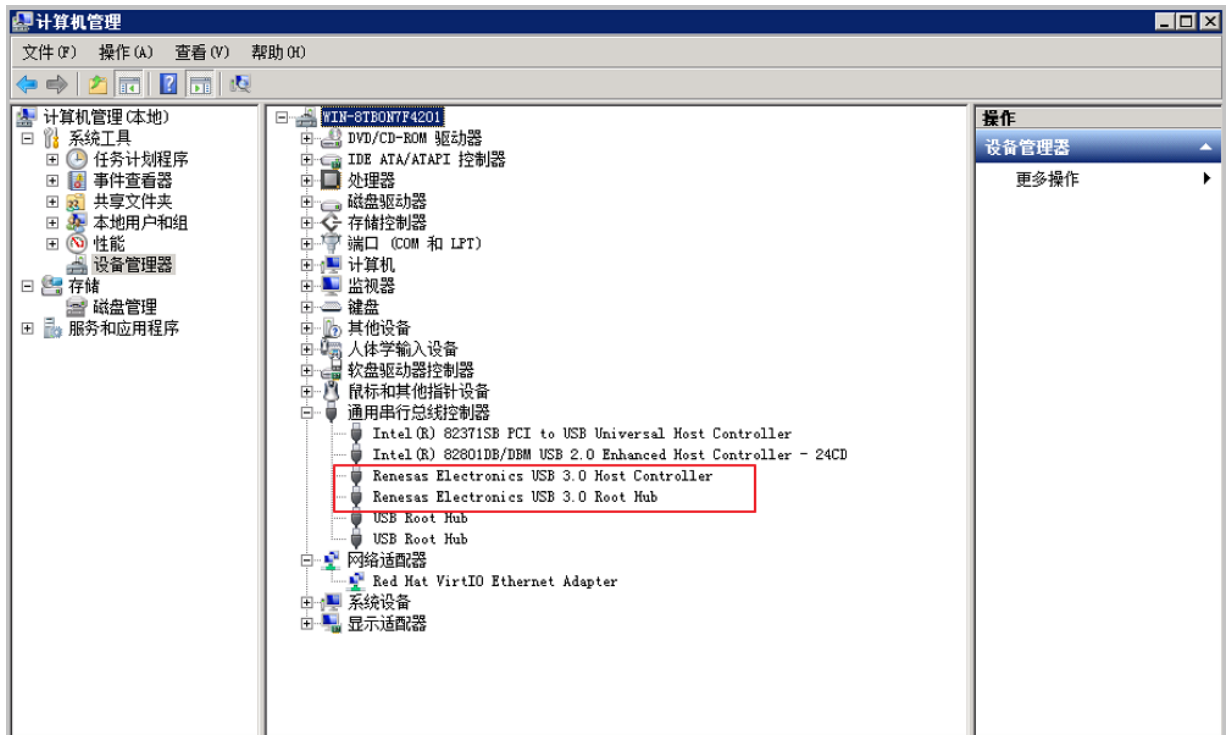 计算机管理
文件(F) 操作(A) 查看(V) 帮助(H)
计算机管理(本地)
系统工具
任务计划程序
事件查看器
共享文件夹
本地用户和组
性能
设备管理器
存储
磁盘管理
服务和应用程序
WIN-8TBON7F4201
DVD/CD-ROM 驱动器
IDE ATA/ATAPI 控制器
处理器
磁盘驱动器
存储控制器
端口 (COM 和 LPT)
计算机
监视器
键盘
其他设备
人体学输入设备
软盘驱动器控制器
鼠标和其他指针设备
通用串行总线控制器
Intel(R) 82371SB PCI to USB Universal Host Controller
Intel(R) 82801DB/DBM USB 2.0 Enhanced Host Controller - 24CD
Renesas Electronics USB 3.0 Host Controller
Renesas Electronics USB 3.0 Root Hub
USB Root Hub
USB Root Hub
网络适配器
Red Hat VirtIO Ethernet Adapter
系统设备
显示适配器
操作
设备管理器
更多操作